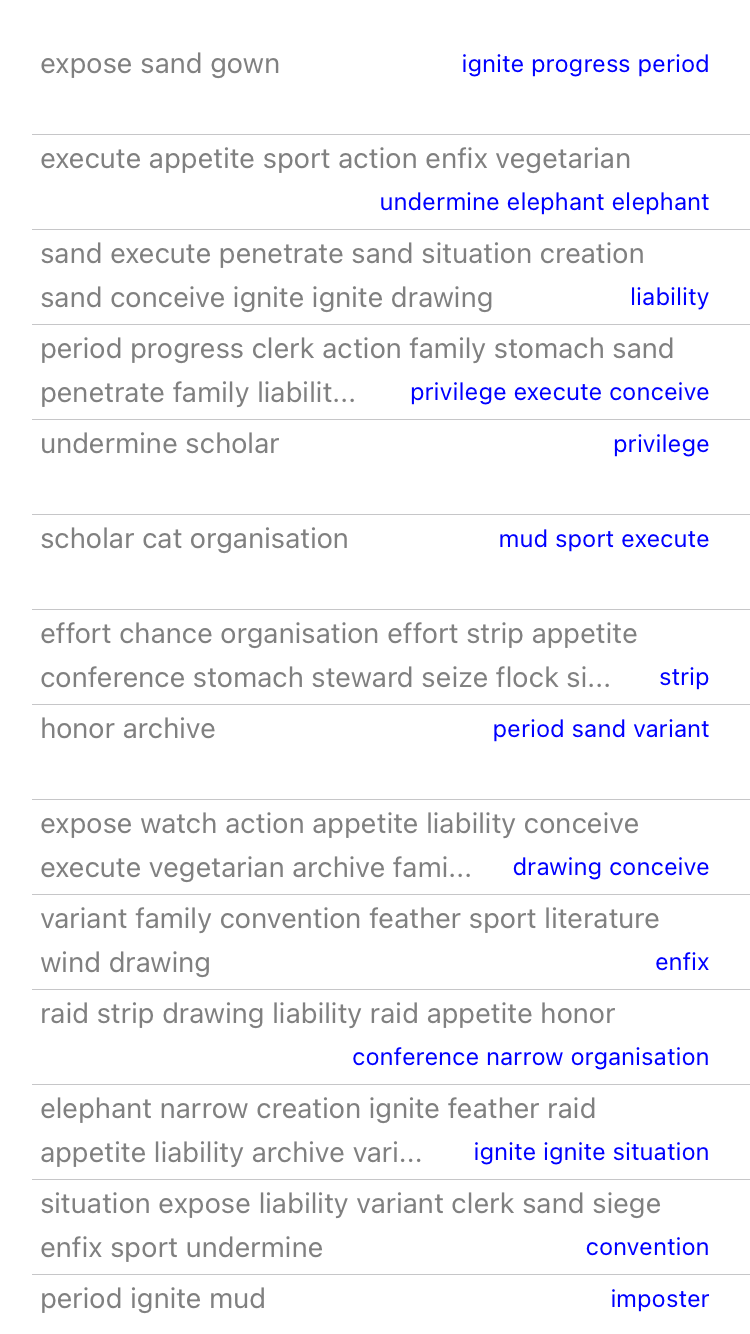 expose sand gown ignite progress period
execute appetite sport action enfix vegetarian
undermine elephant elephant
sand execute penetrate sand situation creation
sand conceive ignite ignite drawing liability
period progress clerk action family stomach sand
penetrate family liabilit... privilege execute conceive
undermine scholar privilege
scholar cat organisation mud sport execute
effort chance organisation effort strip appetite
conference stomach steward seize flock si... strip
honor archive period sand variant
expose watch action appetite liability conceive
execute vegetarian archive fami... drawing conceive
variant family convention feather sport literature
wind drawing enfix
raid strip drawing liability raid appetite honor
conference narrow organisation
elephant narrow creation ignite feather raid
appetite liability archive vari... ignite ignite situation
situation expose liability variant clerk sand siege
enfix sport undermine convention
period ignite mud imposter